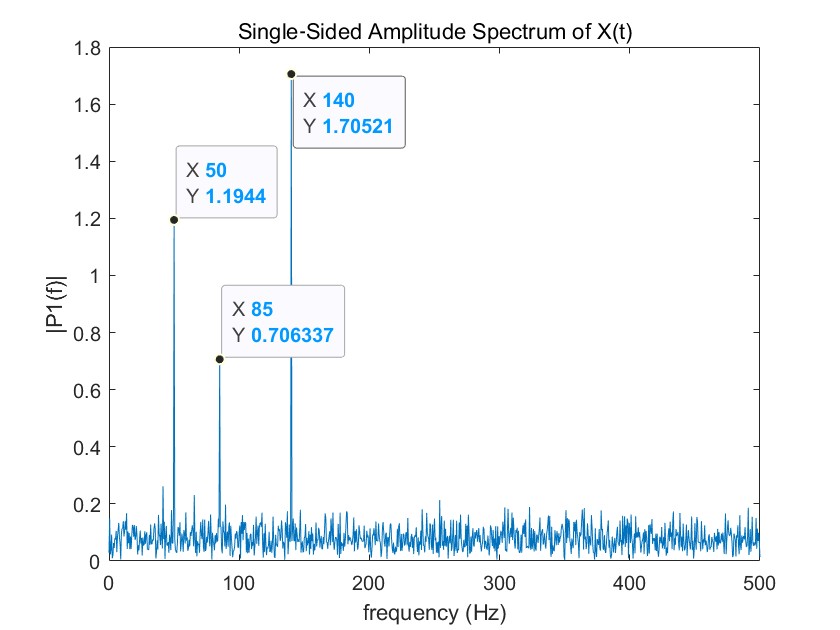 Single-Sided Amplitude Spectrum of X(t)
1.8
1.6
1.4
1.2
1
0.8
0.6
0.4
0.2
0
|P1(f)|
X 140
Y 1.70521
X 50
Y 1.1944
X 85
Y 0.706337
0 100 200 300 400 500
frequency (Hz)